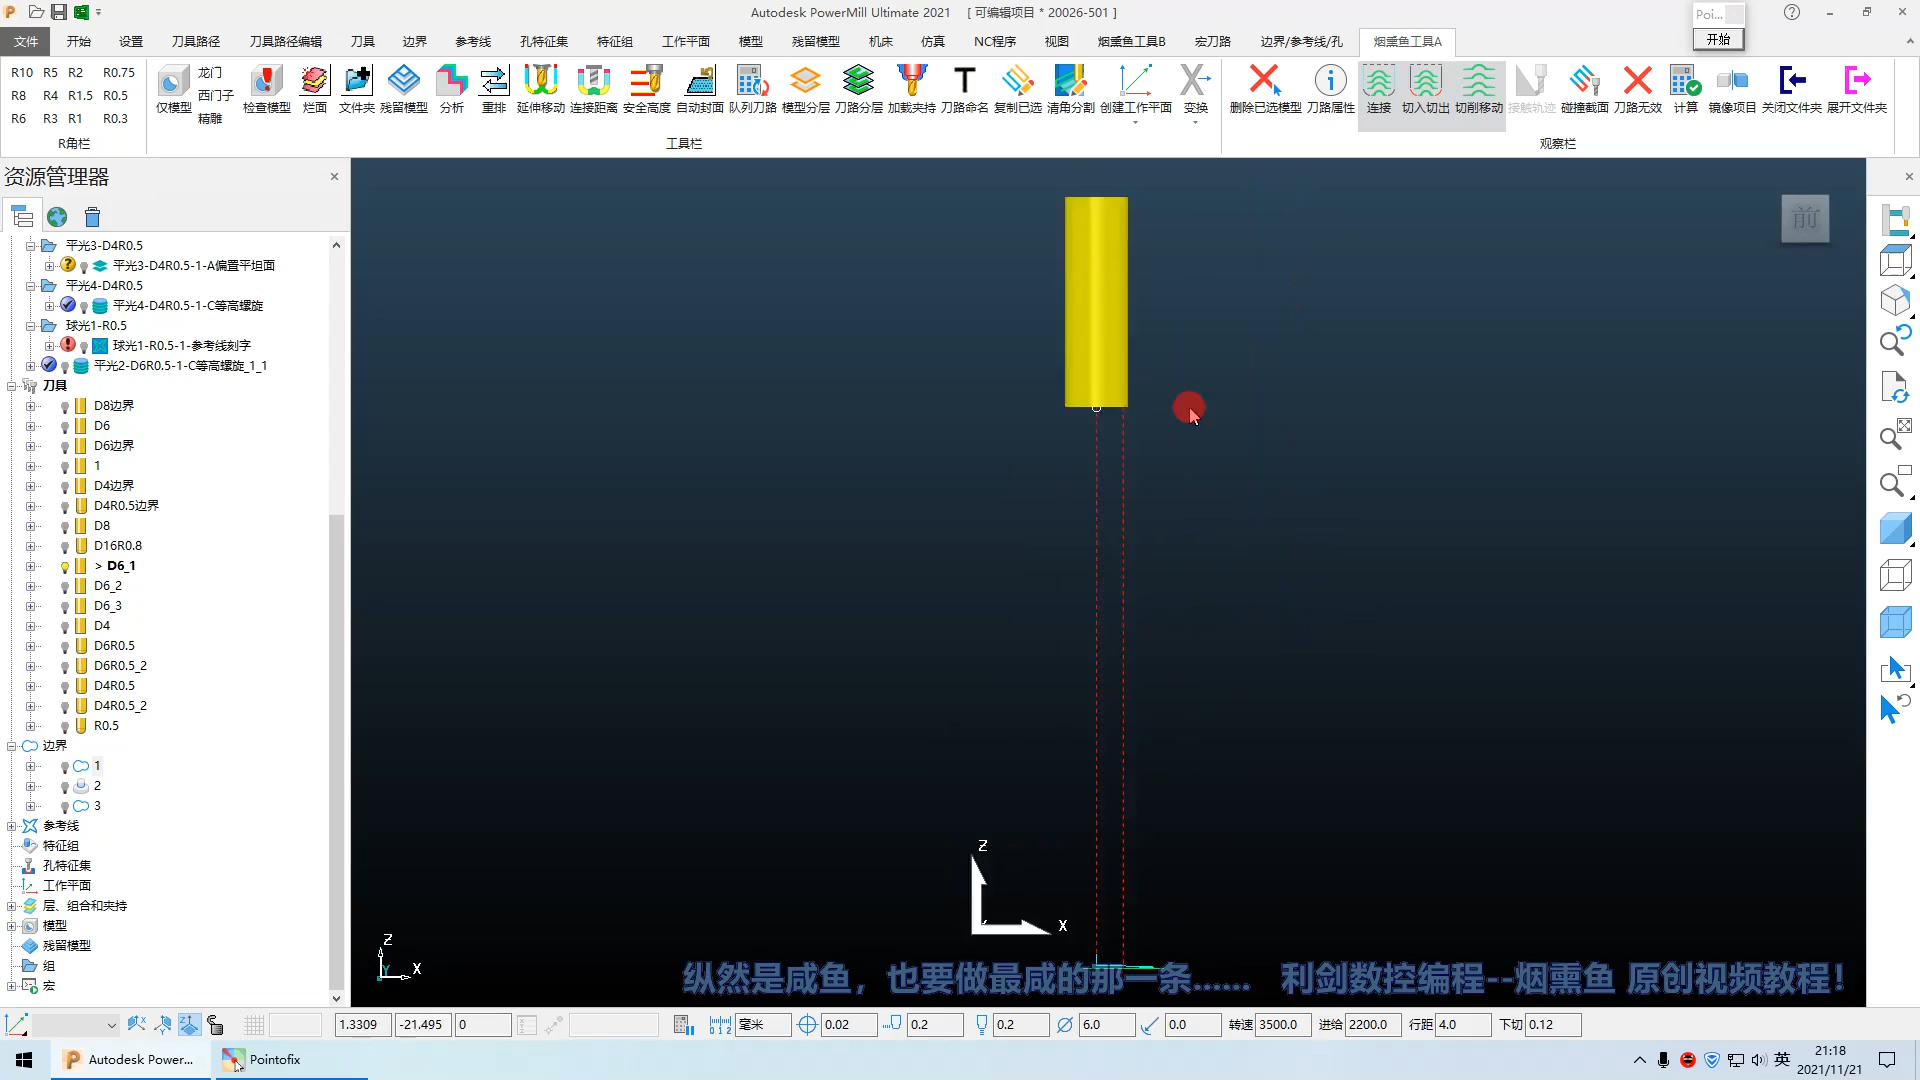 Autodesk PowerMill Ultimate 2021 [ 可编辑项目 * 20026-501 ]
Poi...
开始
文件 开始 设置 刀具路径 刀具路径编辑 刀具 边界 参考线 孔特征集 特征组 工作平面 模型 残留模型 机床 仿真 NC程序 视图 烟熏鱼工具B 宏刀路 边界/参考线/孔 烟熏鱼工具A
R10 R5 R2 R0.75
R8 R4 R1.5 R0.5
R6 R3 R1 R0.3
R角栏
龙门
西门子
精雕
仅模型 检查模型 烂面 文件夹 残留模型 分析 重排 延伸移动 连接距离 安全高度 自动封面 队列刀路 模型分层 刀路分层 加载夹持 刀路命名 复制已选 清角分割 创建工作平面 变换
工具栏
删除已选模型 刀路属性 连接 切入切出 切削移动 接触轨迹 碰撞截面 刀路无效 计算 镜像项目 关闭文件夹 展开文件夹
观察栏
资源管理器
平光3-D4R0.5
平光3-D4R0.5-1-A偏置平坦面
平光4-D4R0.5
平光4-D4R0.5-1-C等高螺旋
球光1-R0.5
球光1-R0.5-1-参考线刻字
平光2-D6R0.5-1-C等高螺旋_1_1
刀具
D8边界
D6
D6边界
1
D4边界
D4R0.5边界
D8
D16R0.8
> D6_1
D6_2
D6_3
D4
D6R0.5
D6R0.5_2
D4R0.5
D4R0.5_2
R0.5
边界
1
2
3
参考线
特征组
孔特征集
工作平面
层、组合和夹持
模型
残留模型
组
宏
前
Z
X
Z
Y
X
纵然是咸鱼，也要做最咸的那一条...... 利剑数控编程--烟熏鱼 原创视频教程！
1.3309 -21.495 0 毫米 0.02 0.2 0.2 6.0 0.0 转速 3500.0 进给 2200.0 行距 4.0 下切 0.12
Autodesk Power... Pointofix
英
21:18
2021/11/21